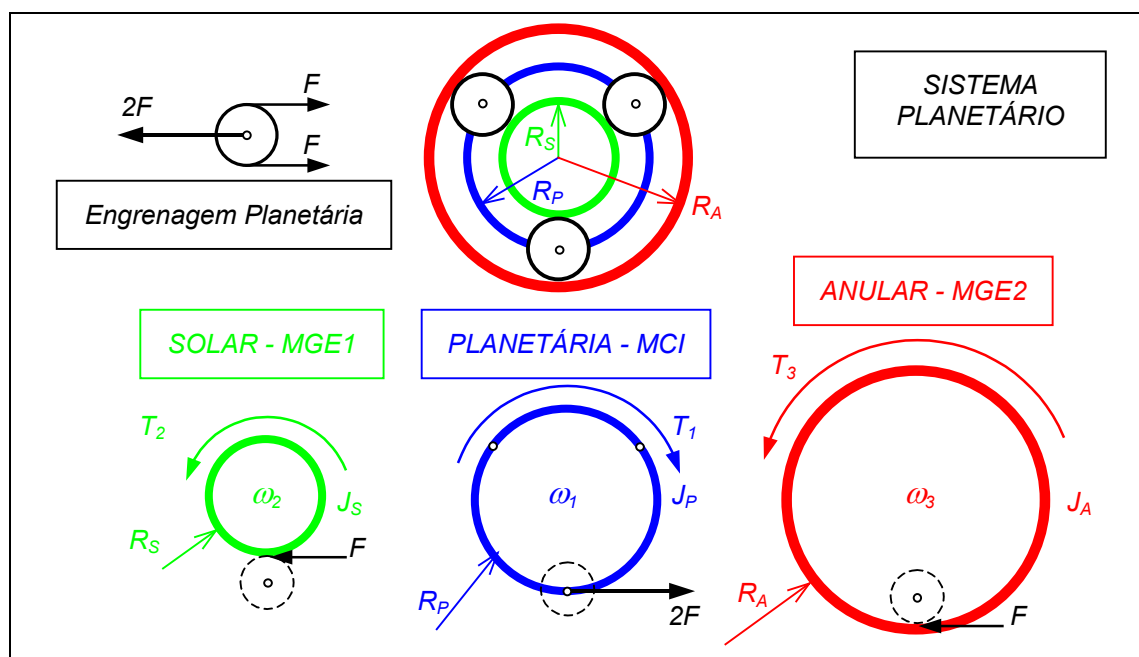 SISTEMA
PLANETÁRIO
F
2F
F
Engrenagem Planetária
R_S
R_P
R_A
SOLAR - MGE1
PLANETÁRIA - MCI
ANULAR - MGE2
T_2
ω_2
J_S
R_S
F
T_1
ω_1
J_P
R_P
2F
T_3
ω_3
J_A
R_A
F